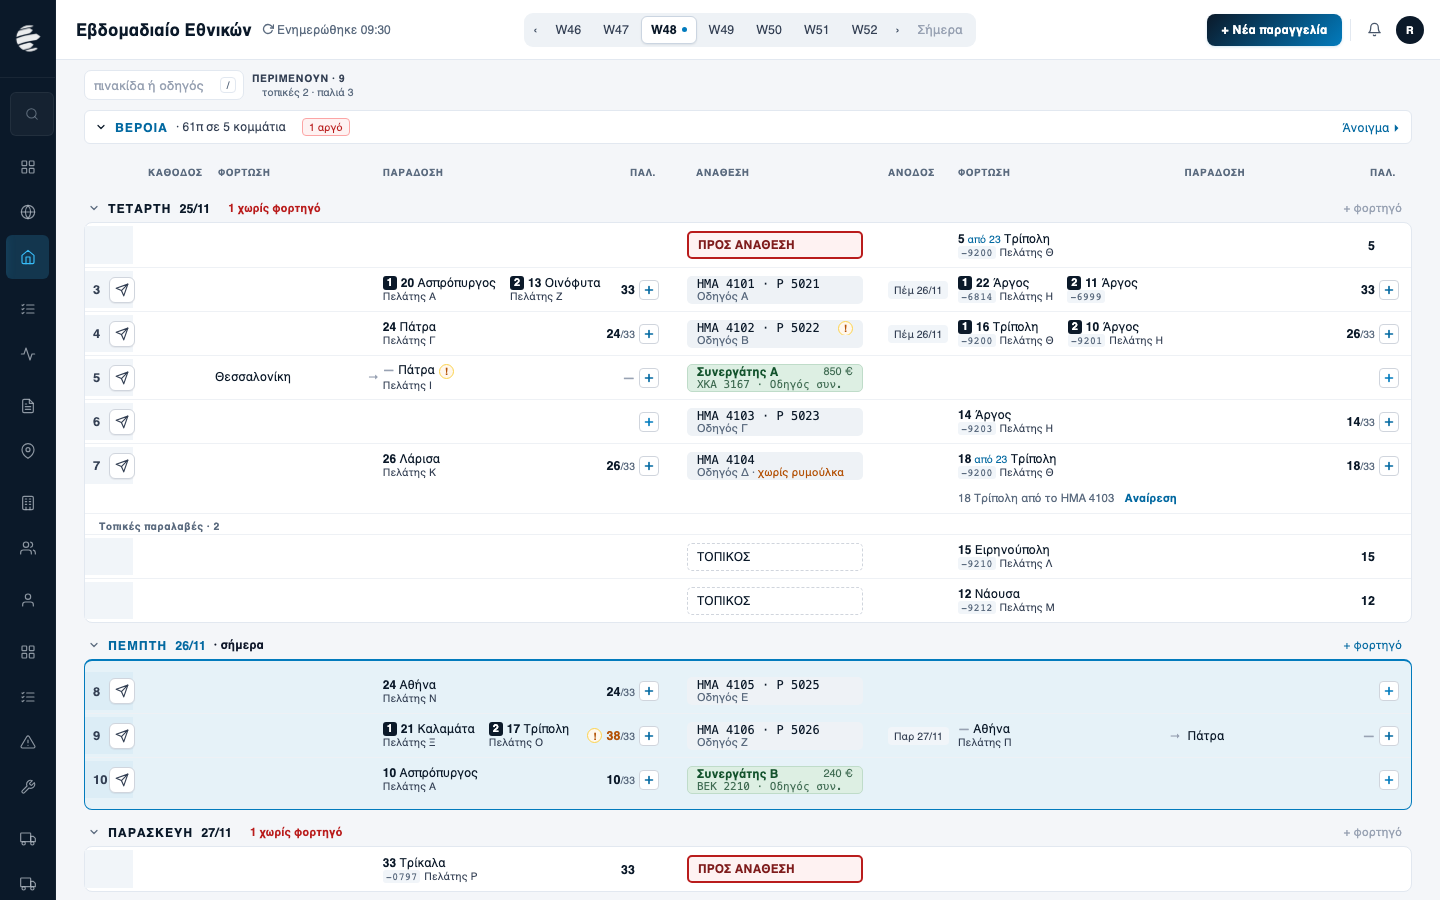 Εβδομαδιαίο Εθνικών Ενημερώθηκε 09:30 ‹ W46 W47 W48 W49 W50 W51 W52 › Σήμερα + Νέα παραγγελία R
πινακίδα ή οδηγός / ΠΕΡΙΜΕΝΟΥΝ · 9
τοπικές 2 · παλιά 3
ΒΕΡΟΙΑ · 61π σε 5 κομμάτια 1 αργό Άνοιγμα
ΚΑΘΟΔΟΣ ΦΟΡΤΩΣΗ ΠΑΡΑΔΟΣΗ ΠΑΛ. ΑΝΑΘΕΣΗ ΑΝΟΔΟΣ ΦΟΡΤΩΣΗ ΠΑΡΑΔΟΣΗ ΠΑΛ.
ΤΕΤΑΡΤΗ 25/11 1 χωρίς φορτηγό + φορτηγό
ΠΡΟΣ ΑΝΑΘΕΣΗ 5 από 23 Τρίπολη 5
–9200 Πελάτης Θ
3 1 20 Ασπρόπυργος 2 13 Οινόφυτα 33 + ΗΜΑ 4101 · Ρ 5021 Πέμ 26/11 1 22 Άργος 2 11 Άργος 33 +
Πελάτης Α Πελάτης Ζ Οδηγός Α –6814 Πελάτης Η –6999
4 24 Πάτρα 24/33 + ΗΜΑ 4102 · Ρ 5022 ! Πέμ 26/11 1 16 Τρίπολη 2 10 Άργος 26/33 +
Πελάτης Γ Οδηγός Β –9200 Πελάτης Θ –9201 Πελάτης Η
5 Θεσσαλονίκη → — Πάτρα ! — + Συνεργάτης Α 850 € +
Πελάτης Ι ΧΚΑ 3167 · Οδηγός συν.
6 + ΗΜΑ 4103 · Ρ 5023 14 Άργος 14/33 +
Οδηγός Γ –9203 Πελάτης Η
7 26 Λάρισα 26/33 + ΗΜΑ 4104 18 από 23 Τρίπολη 18/33 +
Πελάτης Κ Οδηγός Δ · χωρίς ρυμούλκα –9200 Πελάτης Θ
18 Τρίπολη από το ΗΜΑ 4103 Αναίρεση
Τοπικές παραλαβές · 2
ΤΟΠΙΚΟΣ 15 Ειρηνούπολη 15
–9210 Πελάτης Λ
ΤΟΠΙΚΟΣ 12 Νάουσα 12
–9212 Πελάτης Μ
ΠΕΜΠΤΗ 26/11 · σήμερα + φορτηγό
8 24 Αθήνα 24/33 + ΗΜΑ 4105 · Ρ 5025 +
Πελάτης Ν Οδηγός Ε
9 1 21 Καλαμάτα 2 17 Τρίπολη ! 38/33 + ΗΜΑ 4106 · Ρ 5026 Παρ 27/11 — Αθήνα → Πάτρα — +
Πελάτης Ξ Πελάτης Ο Οδηγός Ζ Πελάτης Π
10 10 Ασπρόπυργος 10/33 + Συνεργάτης Β 240 € +
Πελάτης Α ΒΕΚ 2210 · Οδηγός συν.
ΠΑΡΑΣΚΕΥΗ 27/11 1 χωρίς φορτηγό + φορτηγό
33 Τρίκαλα 33 ΠΡΟΣ ΑΝΑΘΕΣΗ
–0797 Πελάτης Ρ